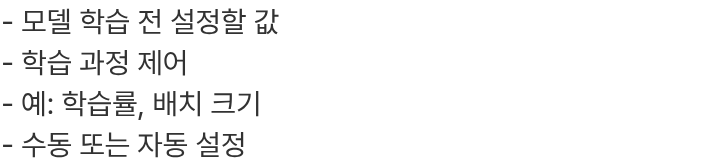 - 모델 학습 전 설정할 값
- 학습 과정 제어
- 예: 학습률, 배치 크기
- 수동 또는 자동 설정